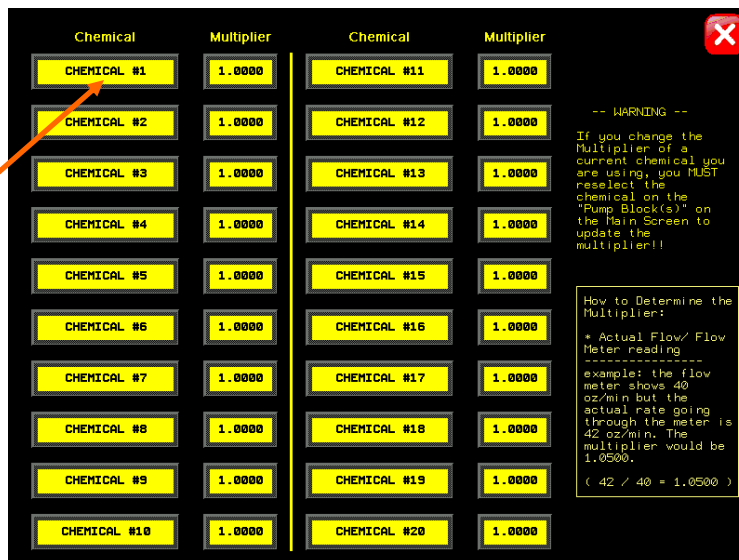 Chemical Multiplier Chemical Multiplier
CHEMICAL #1 1.0000 CHEMICAL #11 1.0000
CHEMICAL #2 1.0000 CHEMICAL #12 1.0000
CHEMICAL #3 1.0000 CHEMICAL #13 1.0000
CHEMICAL #4 1.0000 CHEMICAL #14 1.0000
CHEMICAL #5 1.0000 CHEMICAL #15 1.0000
CHEMICAL #6 1.0000 CHEMICAL #16 1.0000
CHEMICAL #7 1.0000 CHEMICAL #17 1.0000
CHEMICAL #8 1.0000 CHEMICAL #18 1.0000
CHEMICAL #9 1.0000 CHEMICAL #19 1.0000
CHEMICAL #10 1.0000 CHEMICAL #20 1.0000
-- WARNING --
If you change the
Multiplier of a
current chemical you
are using, you MUST
reselect the
chemical on the
"Pump Block(s)" on
the Main Screen to
update the
multiplier!!
How to Determine the
Multiplier:
* Actual Flow/ Flow
Meter reading
----------------
example: the flow
meter shows 40
oz/min but the
actual rate going
through the meter is
42 oz/min. The
multiplier would be
1.0500.
( 42 / 40 = 1.0500 )